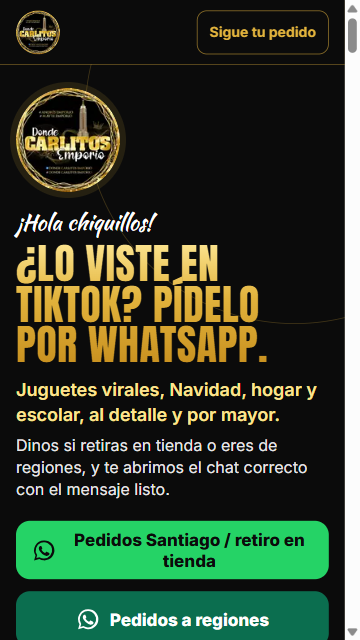 CARLITOS
Emporio
Sigue tu pedido
Donde
CARLITOS
Emporio
¡Hola chiquillos!
¿LO VISTE EN
TIKTOK? PÍDELO
POR WHATSAPP.
Juguetes virales, Navidad, hogar y
escolar, al detalle y por mayor.
Dinos si retiras en tienda o eres de
regiones, y te abrimos el chat correcto
con el mensaje listo.
Pedidos Santiago / retiro en
tienda
Pedidos a regiones